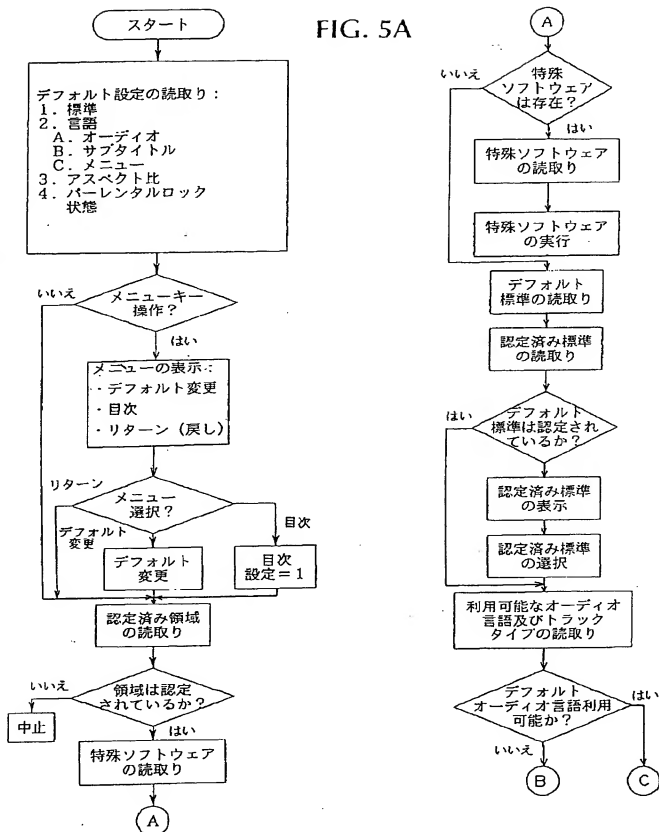 FIG. 5A
スタート
デフォルト設定の読取り：
1．標準
2．言語
A．オーディオ
B．サブタイトル
C．メニュー
3．アスペクト比
4．パーレンタルロック
状態
いいえ
メニューキー
操作？
はい
メニューの表示：
・デフォルト変更
・目次
・リターン（戻し）
リターン
メニュー
選択？
デフォルト
変更
目次
デフォルト
変更
目次
設定＝1
認定済み領域
の読取り
いいえ
領域は認定
されているか？
中止
はい
特殊ソフトウェア
の読取り
A
A
いいえ
特殊
ソフトウェア
は存在？
はい
特殊ソフトウェア
の読取り
特殊ソフトウェア
の実行
デフォルト
標準の読取り
認定済み標準
の読取り
はい
デフォルト
標準は認定され
ているか？
認定済み標準
の表示
認定済み標準
の選択
利用可能なオーディオ
言語及びトラック
タイプの読取り
デフォルト
オーディオ言語利用
可能か？
はい
いいえ
B
C